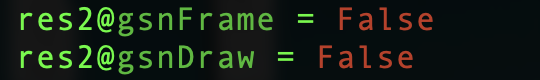 res2@gsnFrame = False
res2@gsnDraw = False